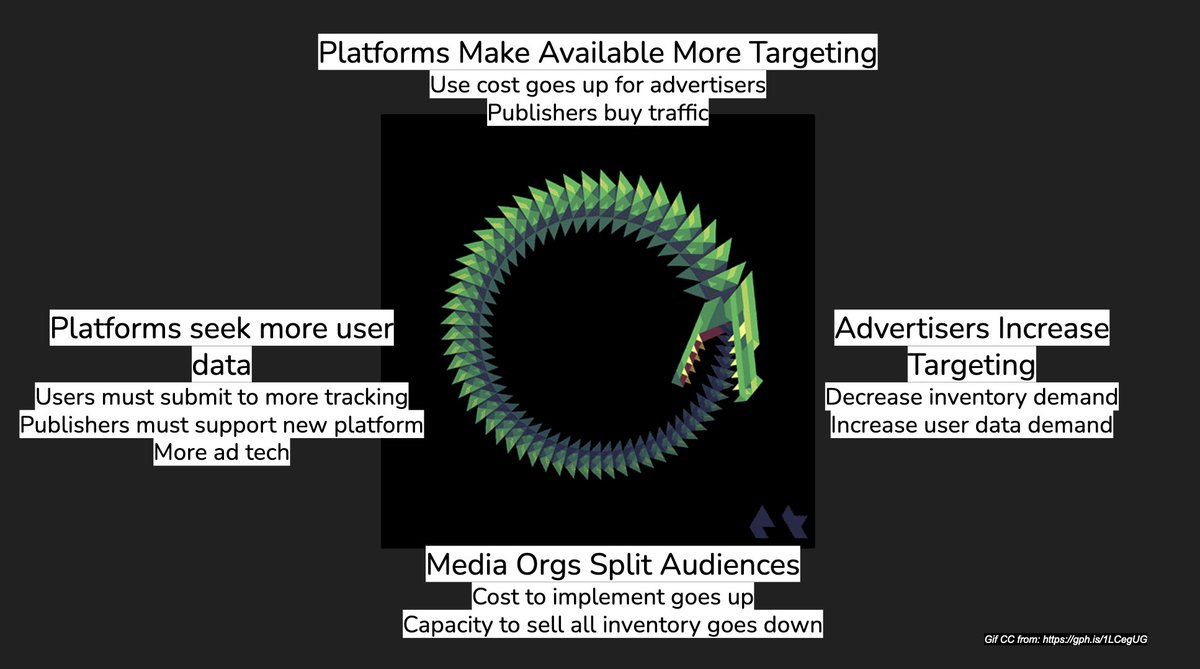 Platforms Make Available More Targeting
Use cost goes up for advertisers
Publishers buy traffic
Platforms seek more user
data
Users must submit to more tracking
Publishers must support new platform
More ad tech
Advertisers Increase
Targeting
Decrease inventory demand
Increase user data demand
Media Orgs Split Audiences
Cost to implement goes up
Capacity to sell all inventory goes down
Gif CC from: https://gph.is/1LCegUG